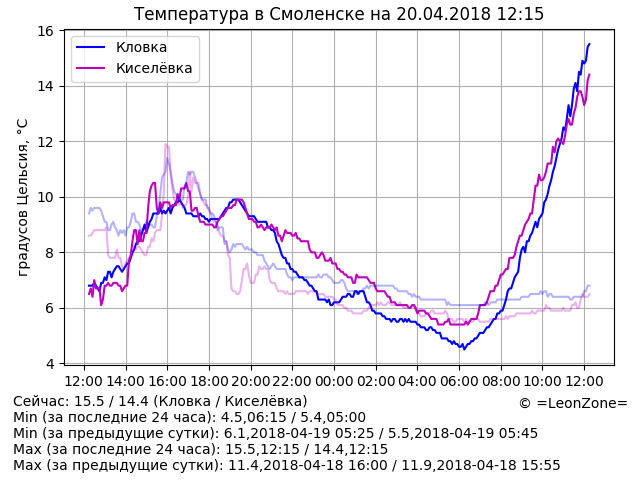 Температура в Смоленске на 20.04.2018 12:15
16
14
12
10
8
6
4
градусов Цельсия, °C
Кловка
Киселёвка
12:00 14:00 16:00 18:00 20:00 22:00 00:00 02:00 04:00 06:00 08:00 10:00 12:00
Сейчас: 15.5 / 14.4 (Кловка / Киселёвка)
© =LeonZone=
Min (за последние 24 часа): 4.5,06:15 / 5.4,05:00
Min (за предыдущие сутки): 6.1,2018-04-19 05:25 / 5.5,2018-04-19 05:45
Max (за последние 24 часа): 15.5,12:15 / 14.4,12:15
Max (за предыдущие сутки): 11.4,2018-04-18 16:00 / 11.9,2018-04-18 15:55